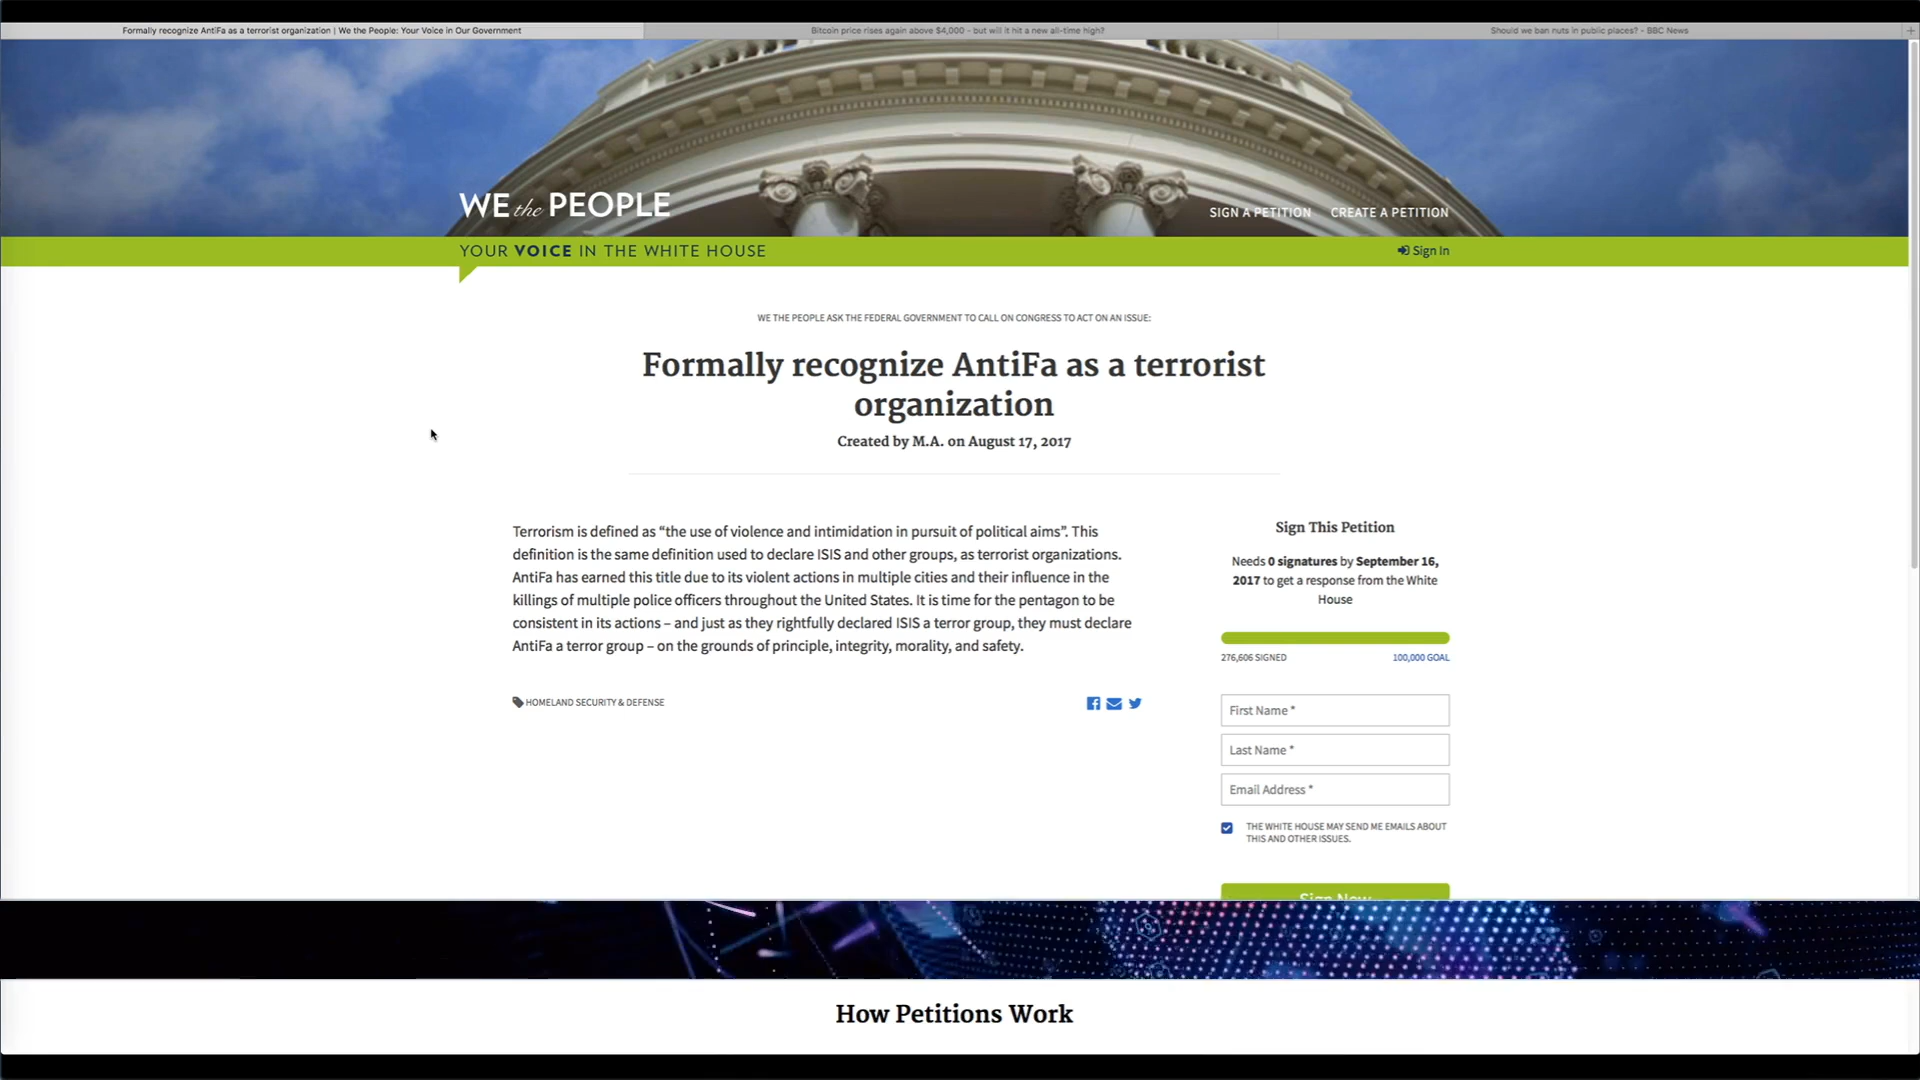 Formally recognize AntiFa as a terrorist organization | We the People: Your Voice in Our Government
Bitcoin price rises again above $4,000 - but will it hit a new all-time high?
Should we ban nuts in public places? - BBC News
WE the PEOPLE
SIGN A PETITION
CREATE A PETITION
YOUR VOICE IN THE WHITE HOUSE
Sign In
WE THE PEOPLE ASK THE FEDERAL GOVERNMENT TO CALL ON CONGRESS TO ACT ON AN ISSUE:
Formally recognize AntiFa as a terrorist
organization
Created by M.A. on August 17, 2017
Terrorism is defined as “the use of violence and intimidation in pursuit of political aims”. This
definition is the same definition used to declare ISIS and other groups, as terrorist organizations.
AntiFa has earned this title due to its violent actions in multiple cities and their influence in the
killings of multiple police officers throughout the United States. It is time for the pentagon to be
consistent in its actions – and just as they rightfully declared ISIS a terror group, they must declare
AntiFa a terror group – on the grounds of principle, integrity, morality, and safety.
HOMELAND SECURITY & DEFENSE
Sign This Petition
Needs 0 signatures by September 16,
2017 to get a response from the White
House
276,606 SIGNED
100,000 GOAL
First Name *
Last Name *
Email Address *
THE WHITE HOUSE MAY SEND ME EMAILS ABOUT
THIS AND OTHER ISSUES.
Sign Now
How Petitions Work